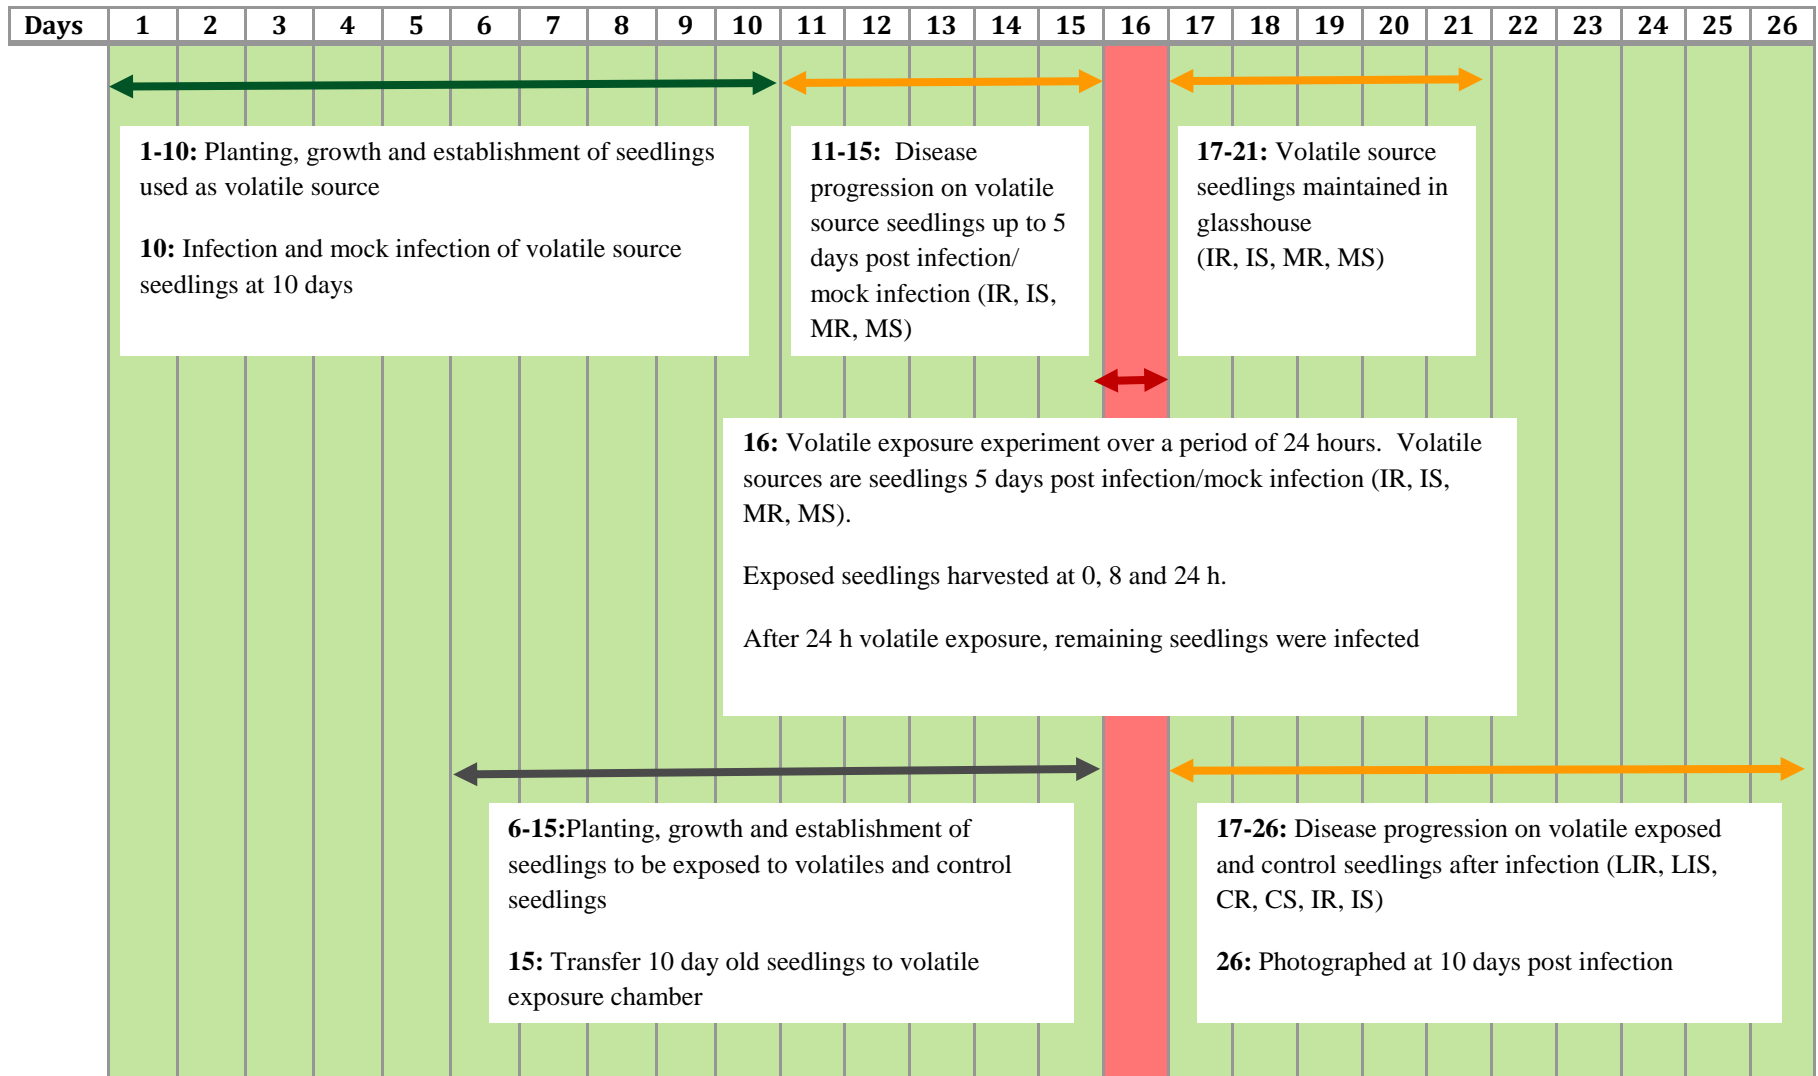 Days 1 2 3 4 5 6 7 8 9 10 11 12 13 14 15 16 17 18 19 20 21 22 23 24 25 26
1-10: Planting, growth and establishment of seedlings
used as volatile source
10: Infection and mock infection of volatile source
seedlings at 10 days
11-15: Disease
progression on volatile
source seedlings up to 5
days post infection/
mock infection (IR, IS,
MR, MS)
17-21: Volatile source
seedlings maintained in
glasshouse
(IR, IS, MR, MS)
16: Volatile exposure experiment over a period of 24 hours. Volatile
sources are seedlings 5 days post infection/mock infection (IR, IS,
MR, MS).
Exposed seedlings harvested at 0, 8 and 24 h.
After 24 h volatile exposure, remaining seedlings were infected
6-15:Planting, growth and establishment of
seedlings to be exposed to volatiles and control
seedlings
15: Transfer 10 day old seedlings to volatile
exposure chamber
17-26: Disease progression on volatile exposed
and control seedlings after infection (LIR, LIS,
CR, CS, IR, IS)
26: Photographed at 10 days post infection